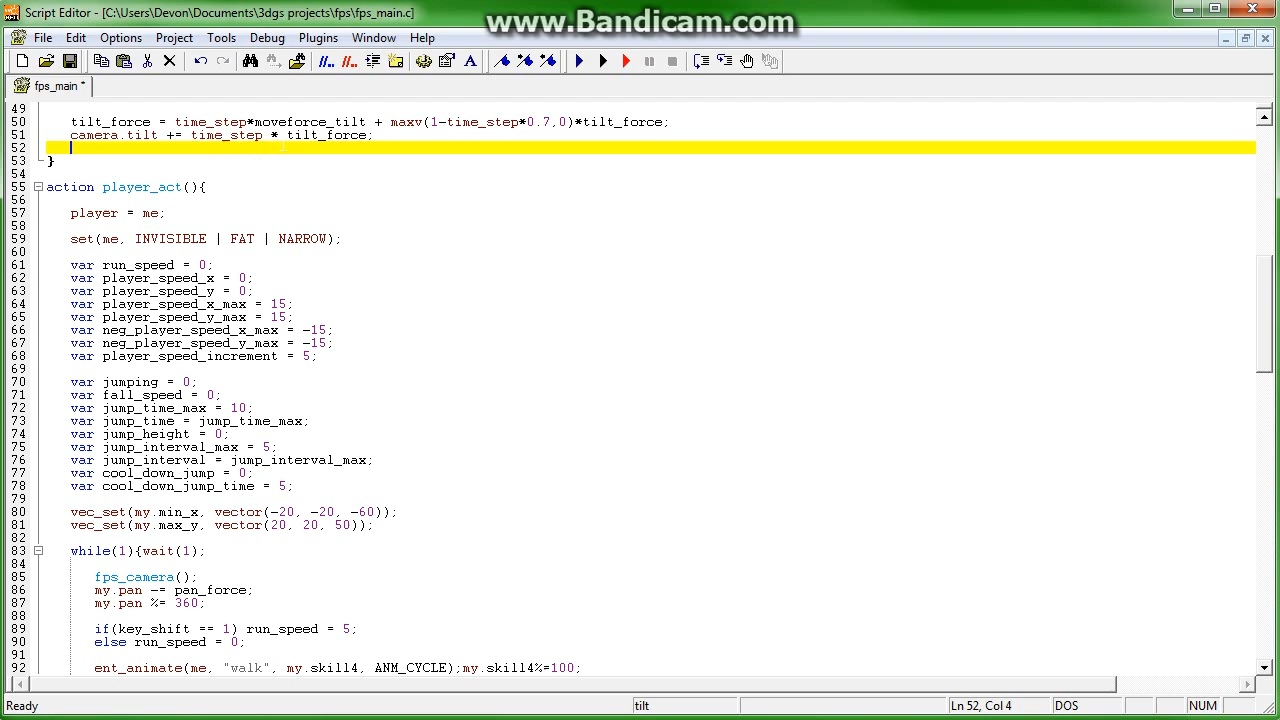 Script Editor - [C:\Users\Devon\Documents\3dgs projects\fps\fps_main.c]
www.Bandicam.com
File Edit Options Project Tools Debug Plugins Window Help
fps_main *
49
50 tilt_force = time_step*moveforce_tilt + maxv(1-time_step*0.7,0)*tilt_force;
51 camera.tilt += time_step * tilt_force;
52
53 }
54
55 action player_act(){
56
57 player = me;
58
59 set(me, INVISIBLE | FAT | NARROW);
60
61 var run_speed = 0;
62 var player_speed_x = 0;
63 var player_speed_y = 0;
64 var player_speed_x_max = 15;
65 var player_speed_y_max = 15;
66 var neg_player_speed_x_max = -15;
67 var neg_player_speed_y_max = -15;
68 var player_speed_increment = 5;
69
70 var jumping = 0;
71 var fall_speed = 0;
72 var jump_time_max = 10;
73 var jump_time = jump_time_max;
74 var jump_height = 0;
75 var jump_interval_max = 5;
76 var jump_interval = jump_interval_max;
77 var cool_down_jump = 0;
78 var cool_down_jump_time = 5;
79
80 vec_set(my.min_x, vector(-20, -20, -60));
81 vec_set(my.max_y, vector(20, 20, 50));
82
83 while(1){wait(1);
84
85 fps_camera();
86 my.pan -= pan_force;
87 my.pan %= 360;
88
89 if(key_shift == 1) run_speed = 5;
90 else run_speed = 0;
91
92 ent_animate(me, "walk", my.skill4, ANM_CYCLE);my.skill4%=100;
Ready tilt Ln 52, Col 4 DOS NUM